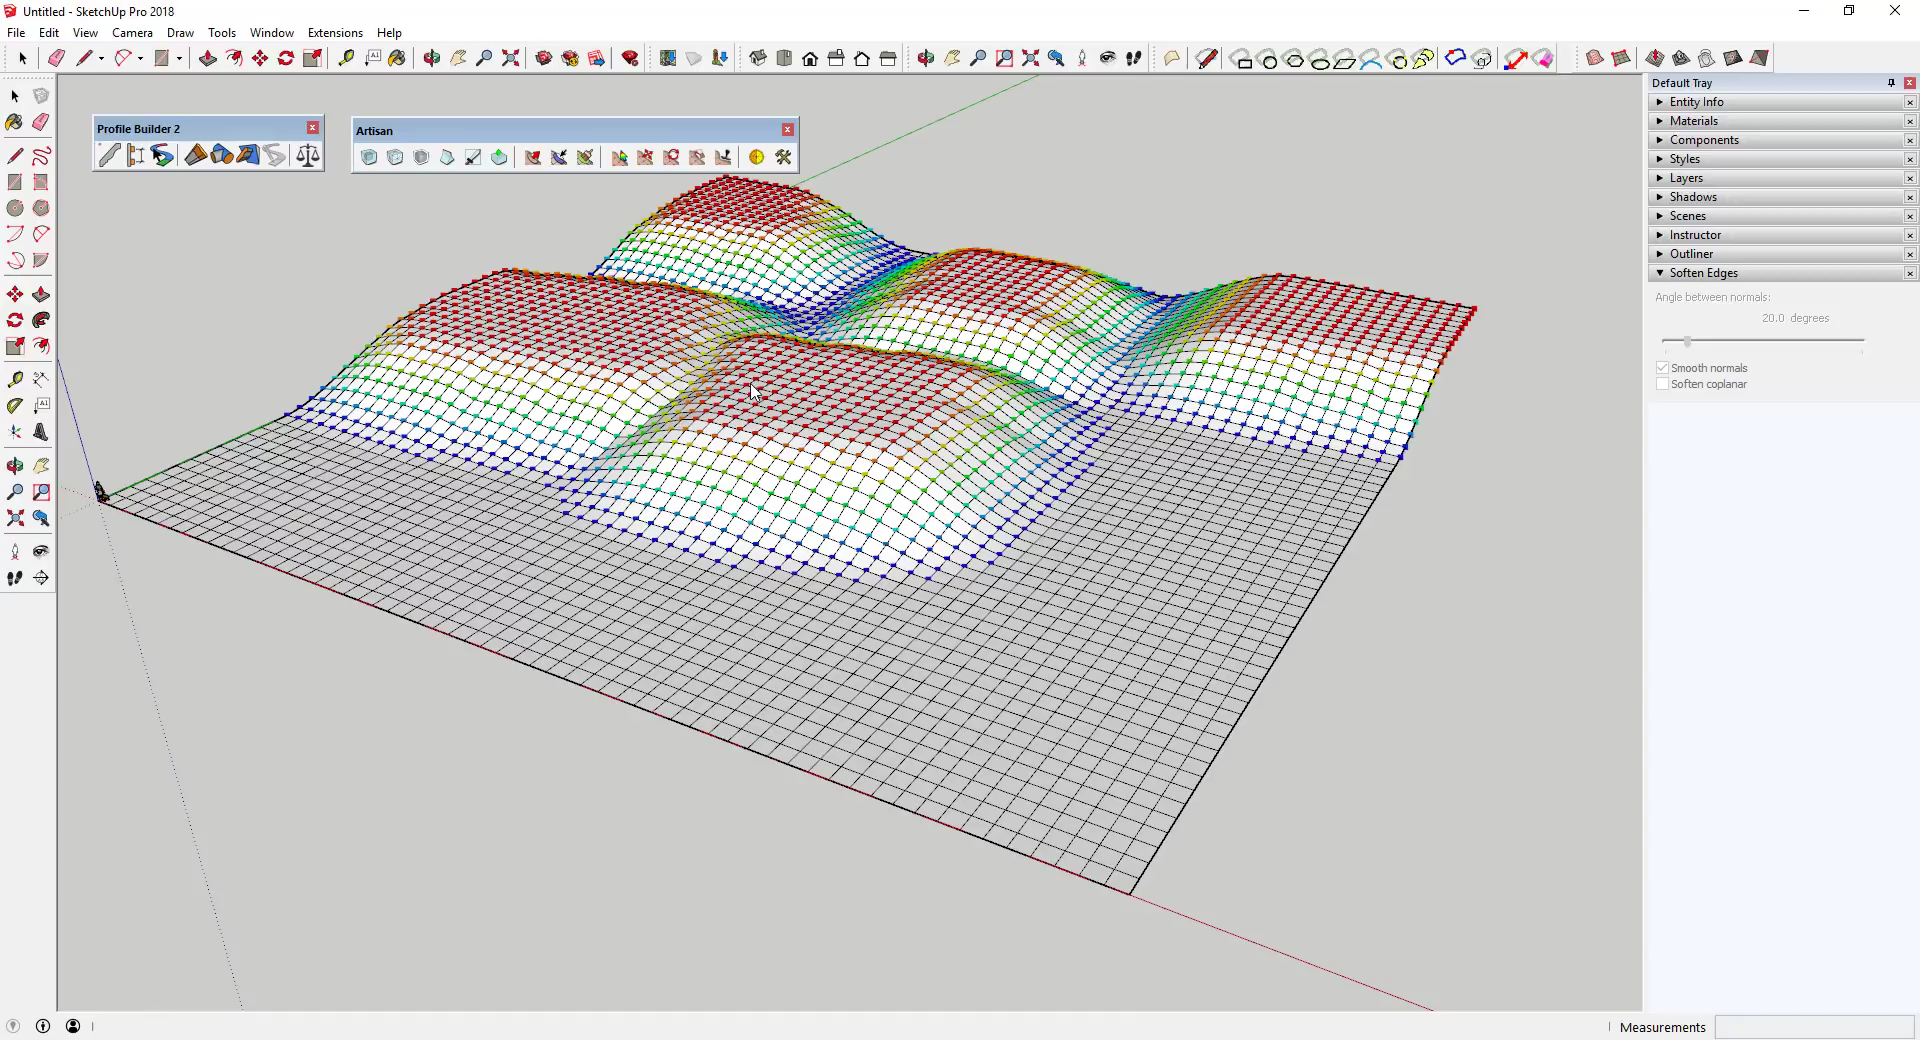 Untitled - SketchUp Pro 2018
File Edit View Camera Draw Tools Window Extensions Help
Default Tray
Entity Info
Materials
Components
Styles
Layers
Shadows
Scenes
Instructor
Outliner
Soften Edges
Angle between normals:
20.0 degrees
Smooth normals
Soften coplanar
Profile Builder 2
Artisan
Measurements